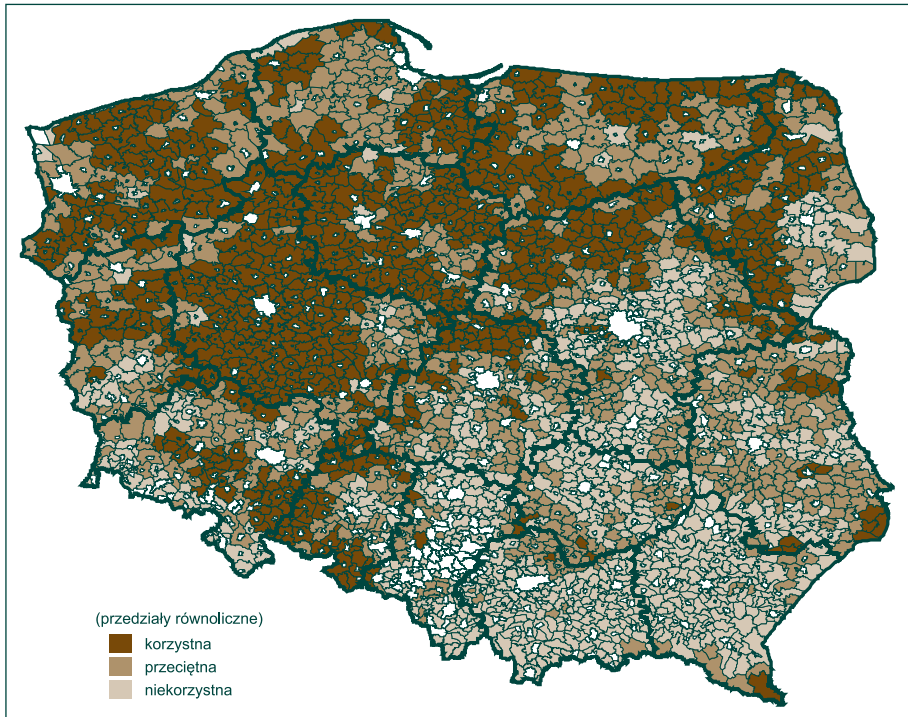 (przedziały równoliczne)
korzystna
przeciętna
niekorzystna